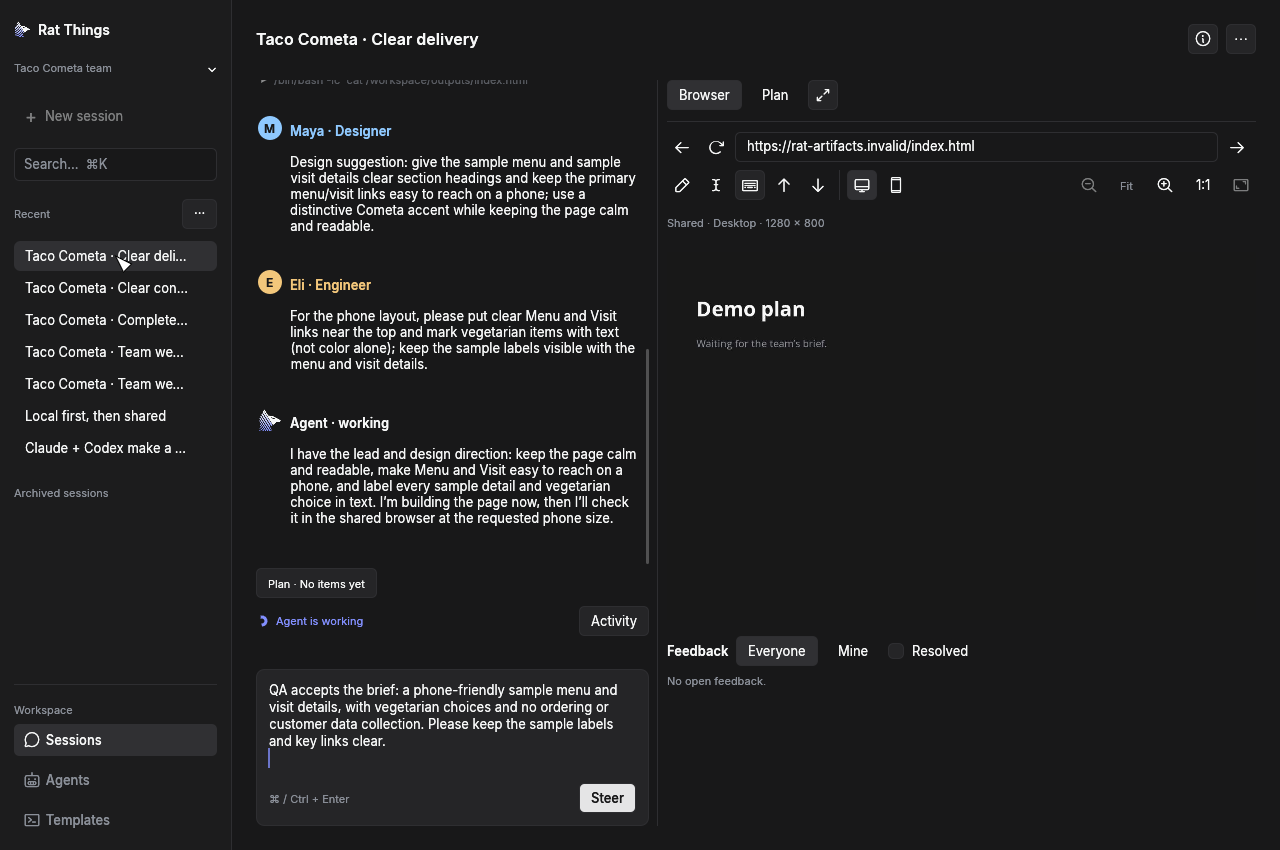 Rat Things
Taco Cometa team
New session
Search... ⌘K
Recent
Taco Cometa · Clear deli...
Taco Cometa · Clear con...
Taco Cometa · Complete...
Taco Cometa · Team we...
Taco Cometa · Team we...
Local first, then shared
Claude + Codex make a ...
Archived sessions
Workspace
Sessions
Agents
Templates
Taco Cometa · Clear delivery
/bin/bash -lc 'cat /workspace/outputs/index.html'
M Maya · Designer
Design suggestion: give the sample menu and sample
visit details clear section headings and keep the primary
menu/visit links easy to reach on a phone; use a
distinctive Cometa accent while keeping the page calm
and readable.
E Eli · Engineer
For the phone layout, please put clear Menu and Visit
links near the top and mark vegetarian items with text
(not color alone); keep the sample labels visible with the
menu and visit details.
Agent · working
I have the lead and design direction: keep the page calm
and readable, make Menu and Visit easy to reach on a
phone, and label every sample detail and vegetarian
choice in text. I'm building the page now, then I'll check
it in the shared browser at the requested phone size.
Plan · No items yet
Agent is working
Activity
QA accepts the brief: a phone-friendly sample menu and
visit details, with vegetarian choices and no ordering or
customer data collection. Please keep the sample labels
and key links clear.
⌘ / Ctrl + Enter
Steer
Browser Plan
https://rat-artifacts.invalid/index.html
Fit 1:1
Shared · Desktop · 1280 × 800
Demo plan
Waiting for the team's brief.
Feedback Everyone Mine Resolved
No open feedback.